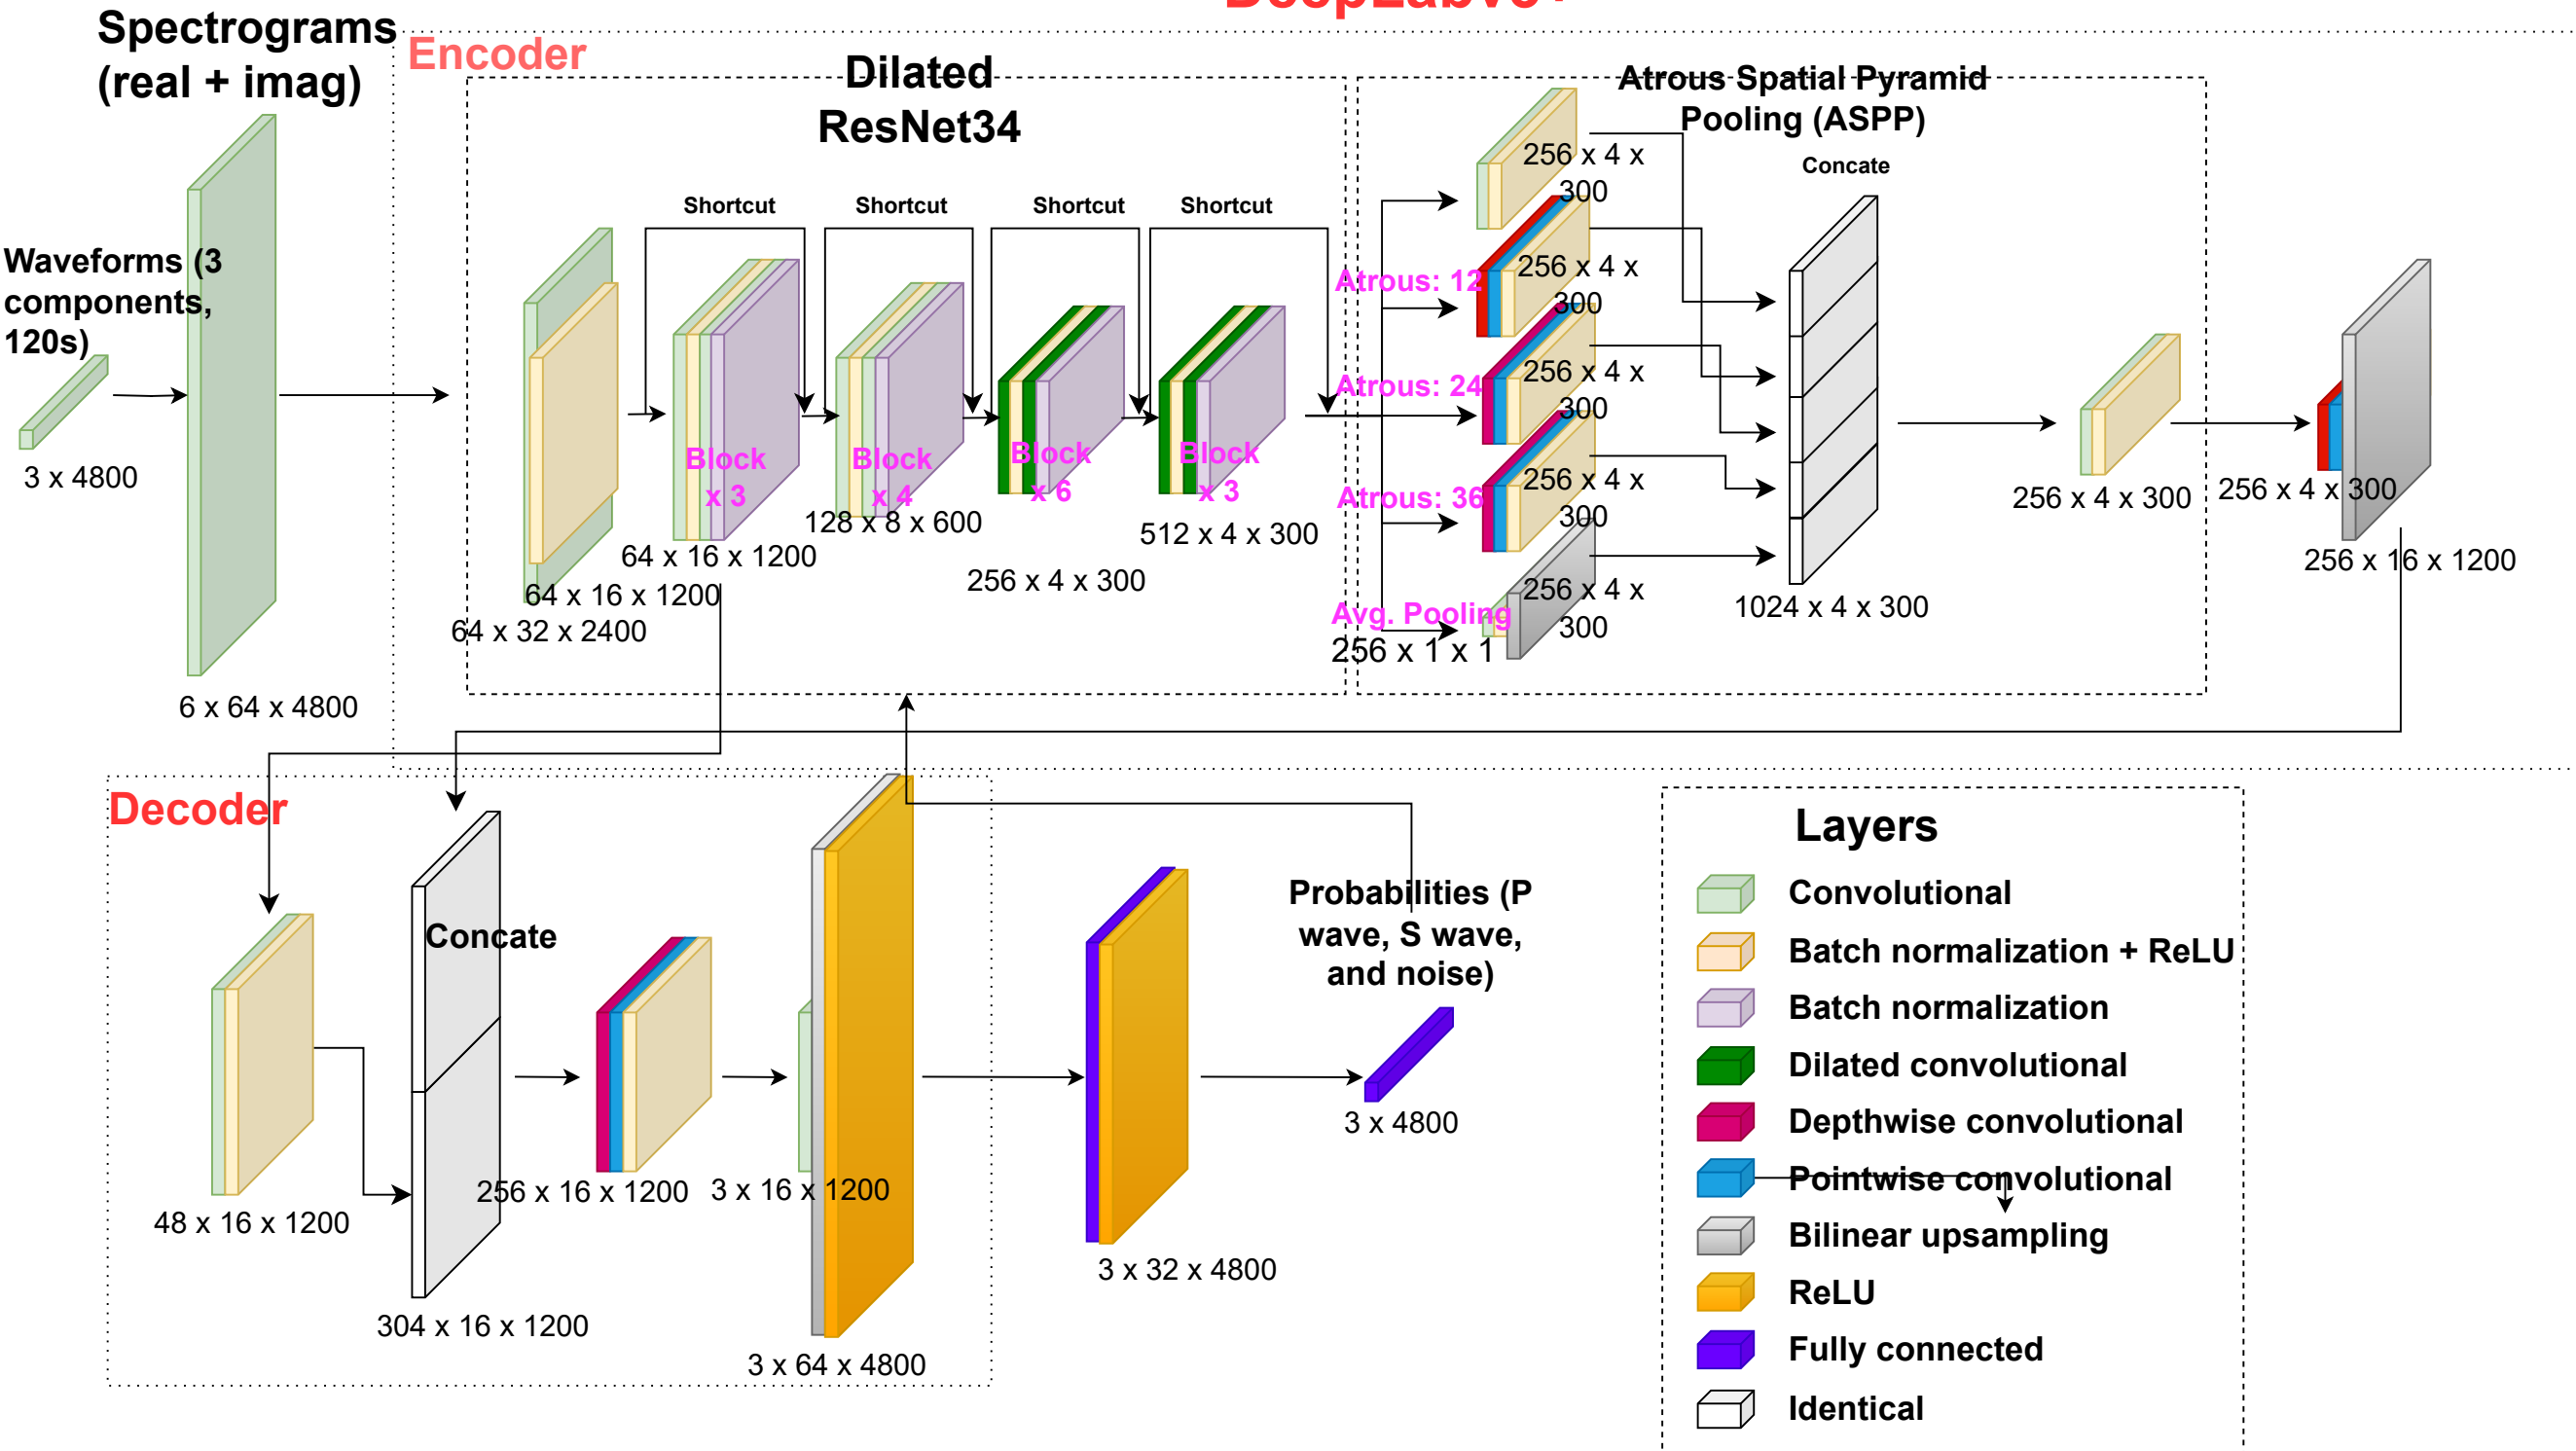 DeepLabv3+
Spectrograms
(real + imag)
Encoder
Dilated
ResNet34
Atrous Spatial Pyramid
Pooling (ASPP)
Concate
Shortcut
Shortcut
Shortcut
Shortcut
Waveforms (3
components,
120s)
3 x 4800
6 x 64 x 4800
64 x 32 x 2400
64 x 16 x 1200
Block
x 3
64 x 16 x 1200
Block
x 4
128 x 8 x 600
Block
x 6
256 x 4 x 300
Block
x 3
512 x 4 x 300
256 x 4 x
300
Atrous: 12
256 x 4 x
300
Atrous: 24
256 x 4 x
300
Atrous: 36
256 x 4 x
300
Avg. Pooling
256 x 1 x 1
256 x 4 x
300
1024 x 4 x 300
256 x 4 x 300
256 x 4 x 300
256 x 16 x 1200
Decoder
48 x 16 x 1200
Concate
304 x 16 x 1200
256 x 16 x 1200
3 x 16 x 1200
3 x 64 x 4800
3 x 32 x 4800
Probabilities (P
wave, S wave,
and noise)
3 x 4800
Layers
Convolutional
Batch normalization + ReLU
Batch normalization
Dilated convolutional
Depthwise convolutional
Pointwise convolutional
Bilinear upsampling
ReLU
Fully connected
Identical